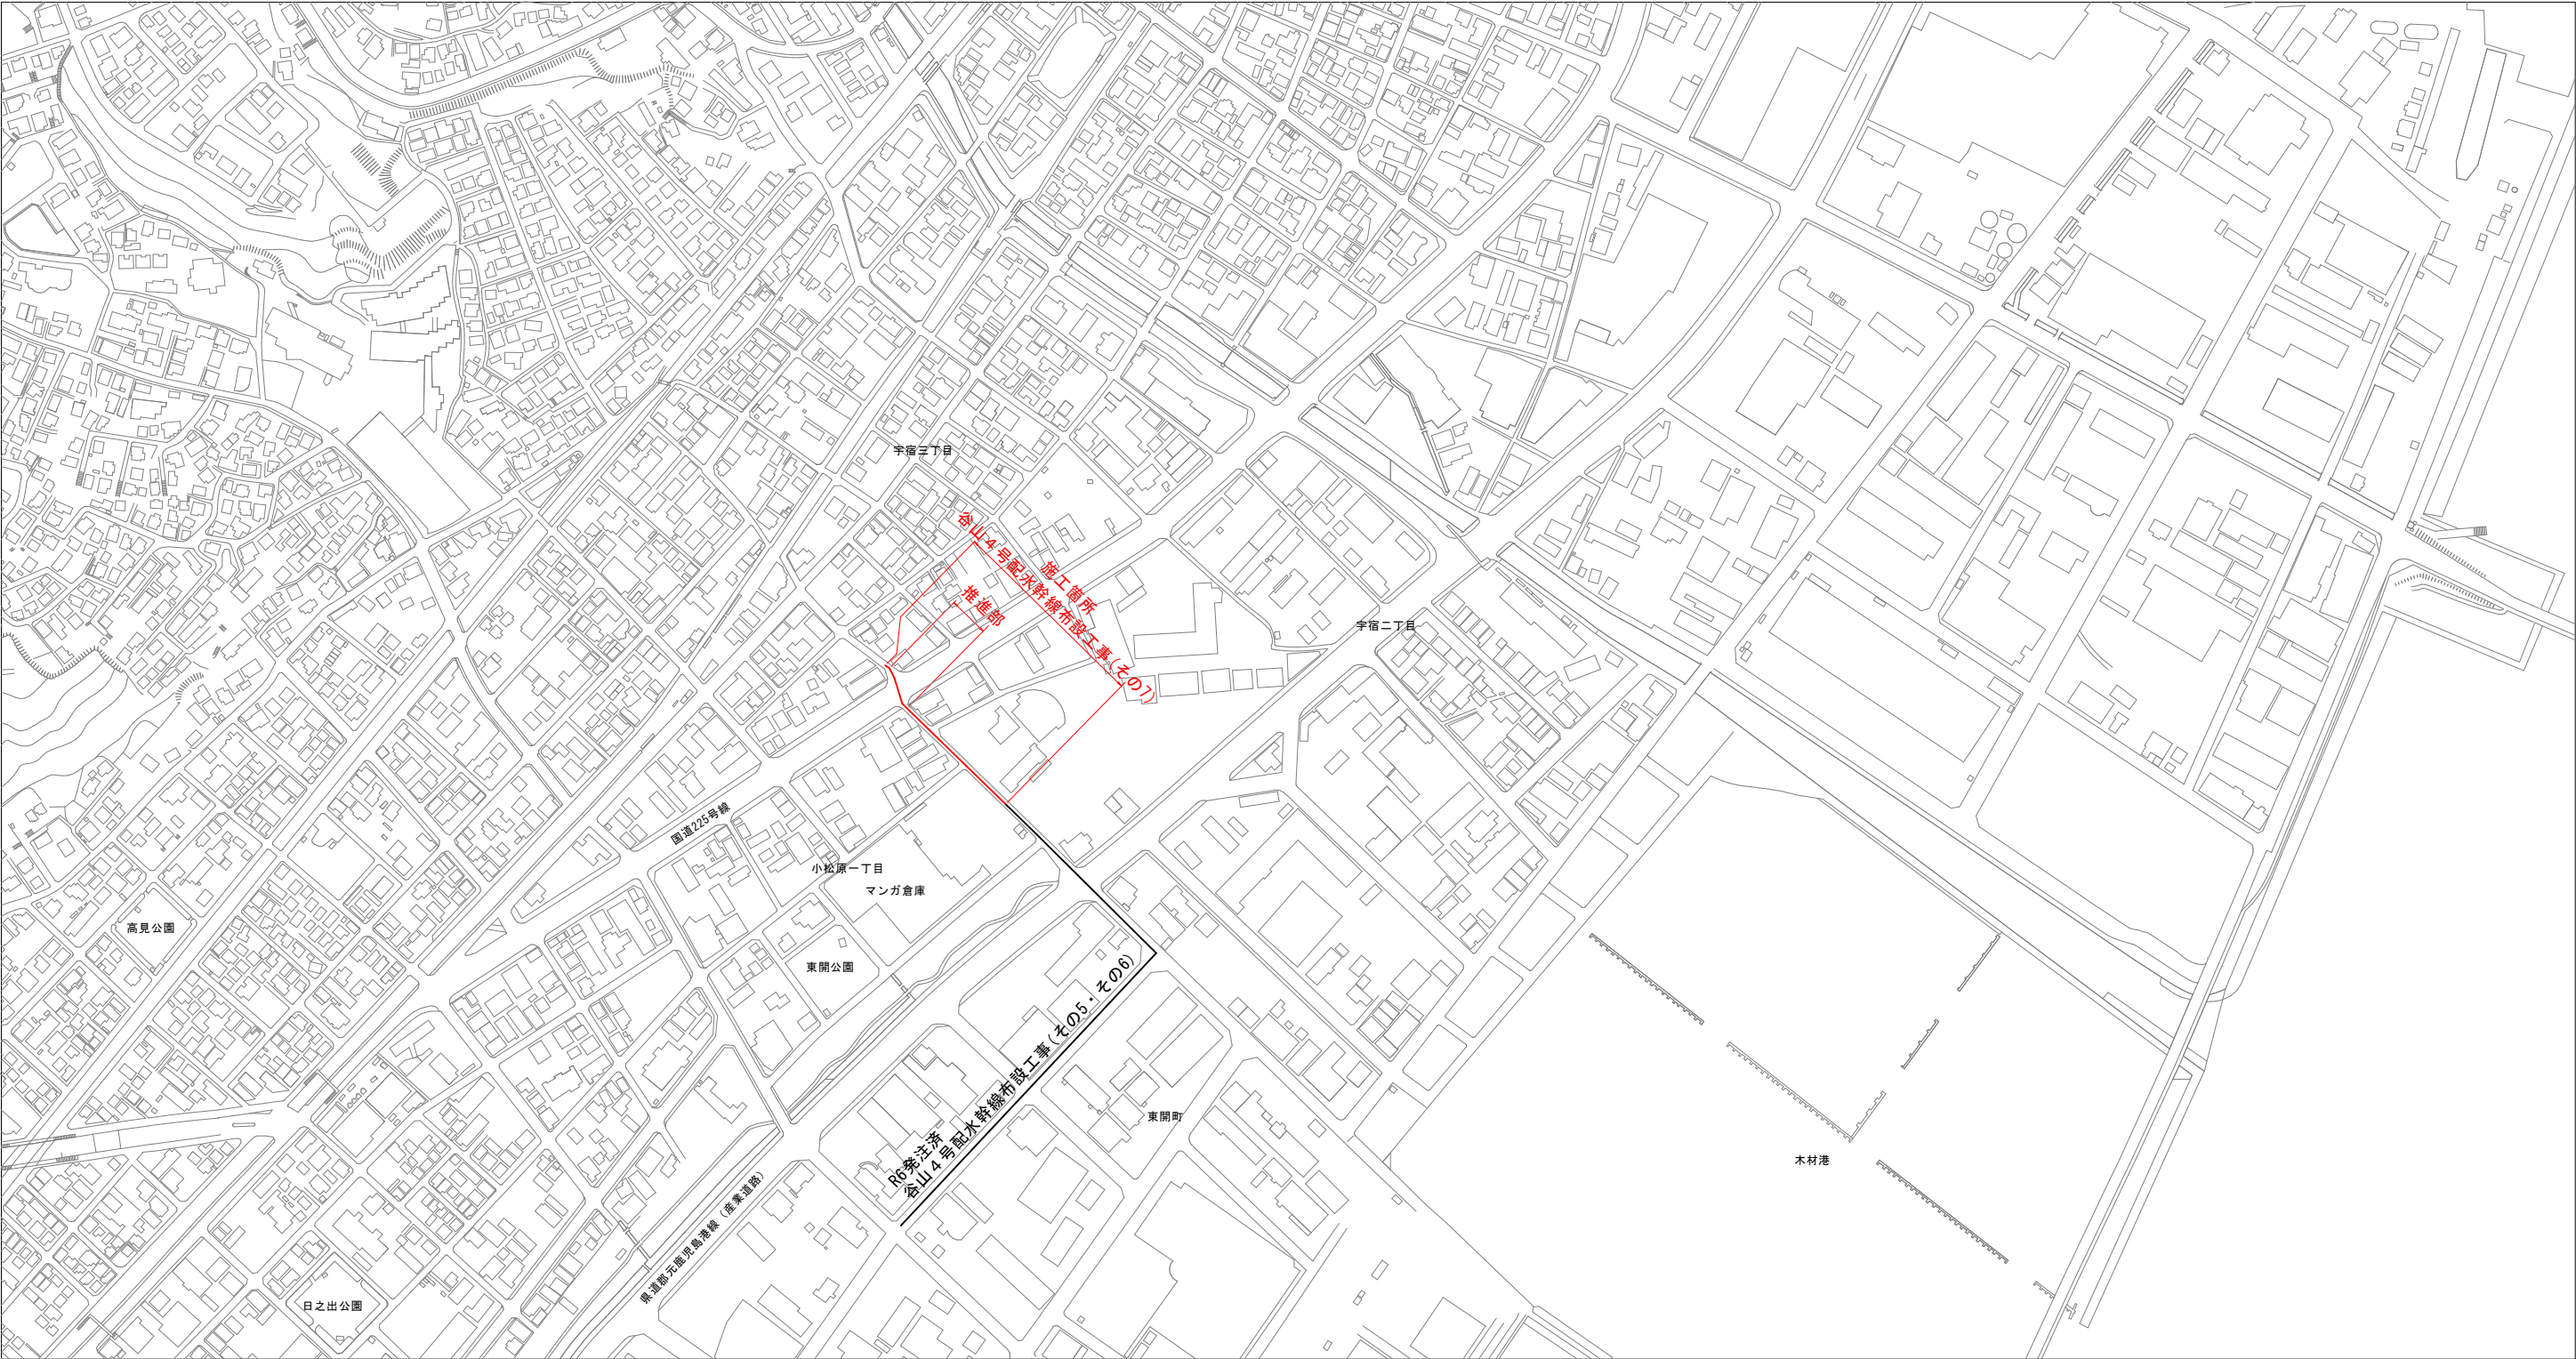 宇宿三丁目
施工箇所
谷山４号配水幹線布設工事(その7)
推進部
宇宿二丁目
国道225号線
小松原一丁目
マンガ倉庫
高見公園
東開公園
R6発注済
谷山４号配水幹線布設工事(その5・その6)
東開町
木材港
県道郡元鹿児島港線（産業道路）
日之出公園